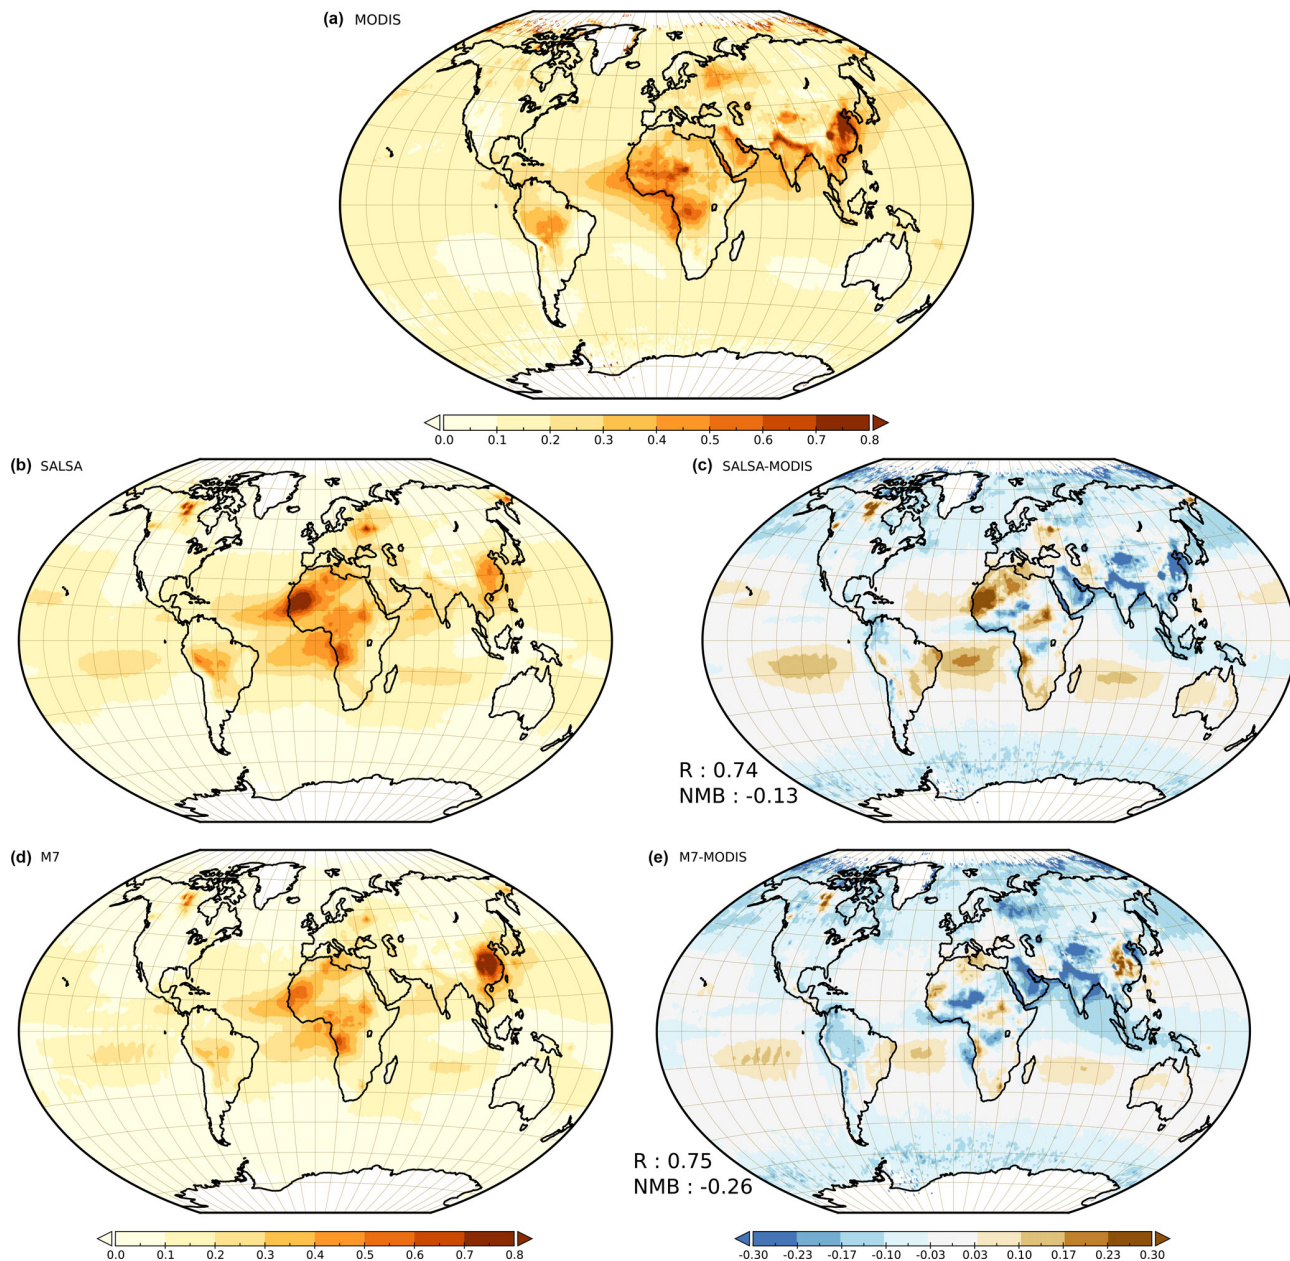 (a) MODIS
0.0 0.1 0.2 0.3 0.4 0.5 0.6 0.7 0.8
(b) SALSA
(c) SALSA-MODIS
R : 0.74
NMB : -0.13
(d) M7
(e) M7-MODIS
R : 0.75
NMB : -0.26
0.0 0.1 0.2 0.3 0.4 0.5 0.6 0.7 0.8
-0.30 -0.23 -0.17 -0.10 -0.03 0.03 0.10 0.17 0.23 0.30